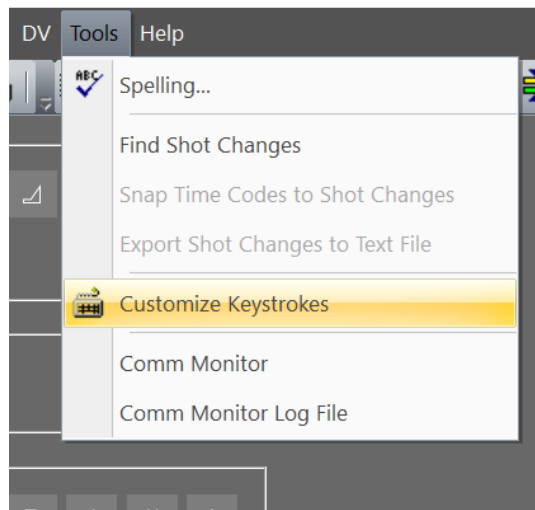 DV Tools Help
ABC
Spelling...
Find Shot Changes
Snap Time Codes to Shot Changes
Export Shot Changes to Text File
Customize Keystrokes
Comm Monitor
Comm Monitor Log File